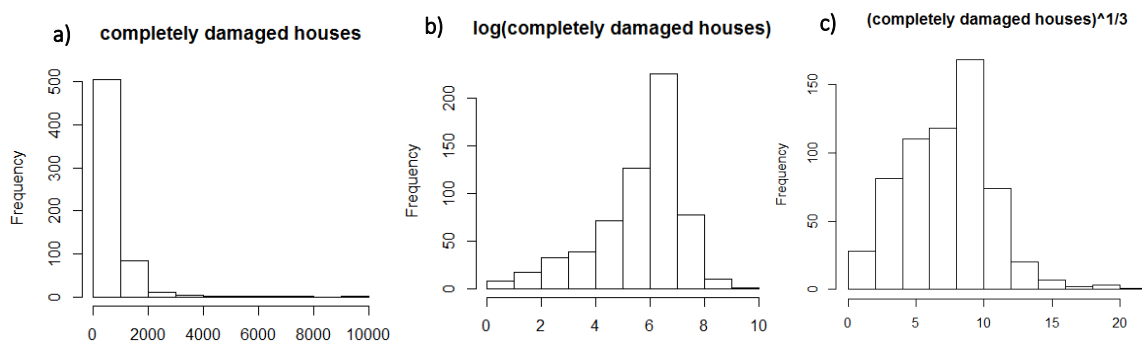 a) completely damaged houses
Frequency
500
400
300
200
100
0
0 2000 4000 6000 8000 10000
b) log(completely damaged houses)
Frequency
200
150
100
50
0
0 2 4 6 8 10
c) (completely damaged houses)^1/3
Frequency
150
100
50
0
0 5 10 15 20